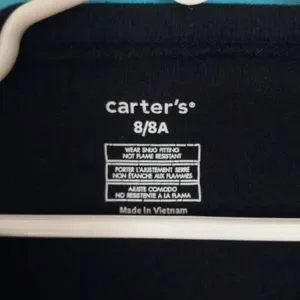 carter's®
8/8A
WEAR SNUG FITTING
NOT FLAME RESISTANT
PORTER L'AJUSTEMENT SERRÉ
NON ÉTANCHE AUX FLAMMES
AJUSTE COMODO
NO RESISTENTE A LA FLAMA
Made in Vietnam